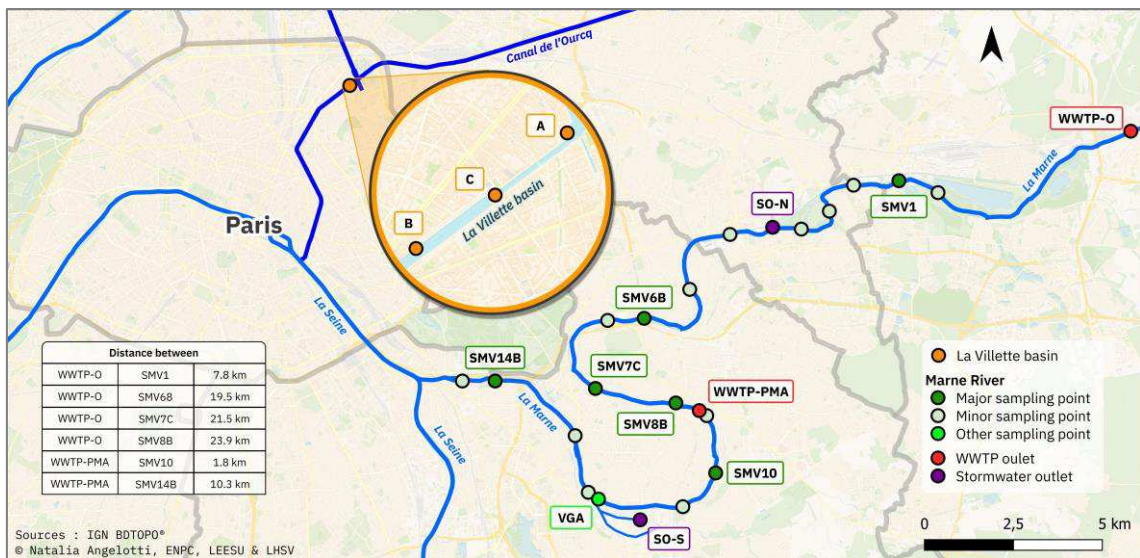 Canal de l'Ourcq
A
WWTP-O
C
La Marne
La Villette basin
SMV1
SO-N
B
Paris
La Seine
SMV6B
SMV14B
SMV7C
WWTP-PMA
La Marne
SMV8B
La Seine
SMV10
VGA
SO-S
Distance between
WWTP-O SMV1 7.8 km
WWTP-O SMV68 19.5 km
WWTP-O SMV7C 21.5 km
WWTP-O SMV8B 23.9 km
WWTP-PMA SMV10 1.8 km
WWTP-PMA SMV14B 10.3 km
La Villette basin
Marne River
Major sampling point
Minor sampling point
Other sampling point
WWTP oulet
Stormwater outlet
0 2,5 5 km
Sources : IGN BDTOPO®
© Natalia Angelotti, ENPC, LEESU & LHSV